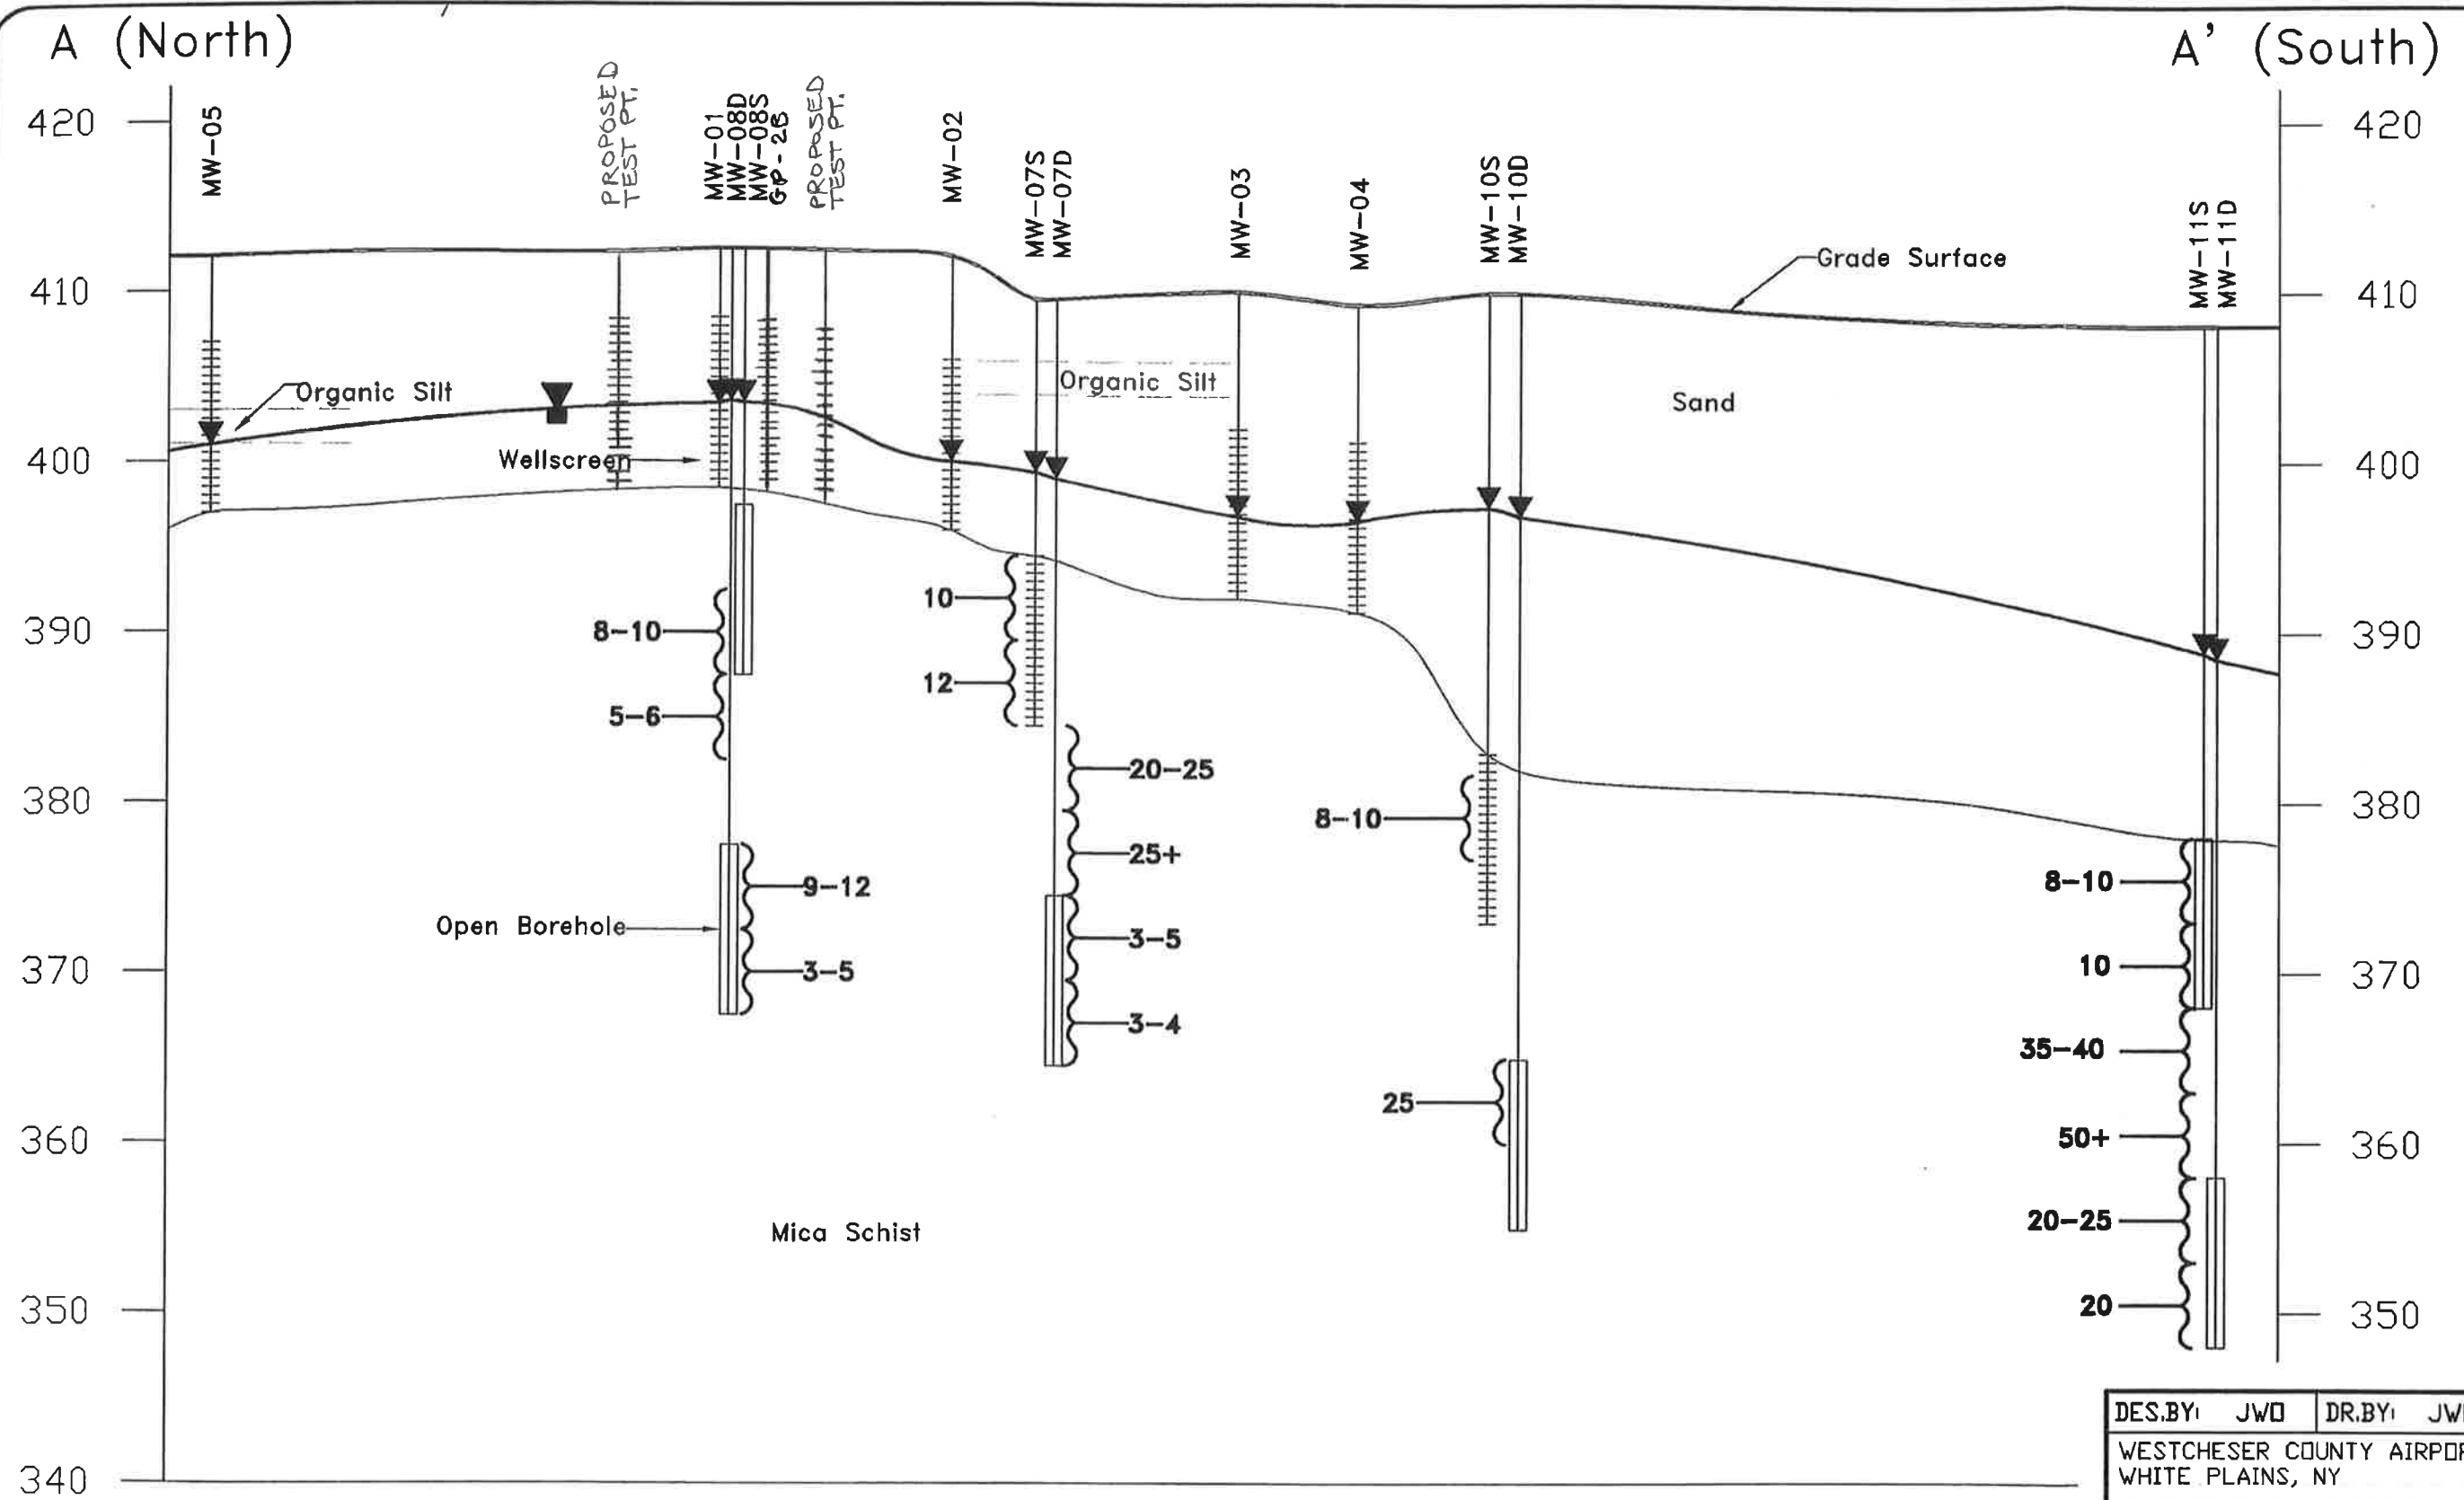 A (North)
A' (South)
MW-05
PROPOSED
TEST PT.
MW-01
MW-08D
MW-08S
GP-2B
PROPOSED
TEST PT.
MW-02
MW-07S
MW-07D
MW-03
MW-04
MW-10S
MW-10D
MW-11S
MW-11D
420
420
410
Grade Surface
410
Organic Silt
Organic Silt
Sand
400
Wellscreen
400
10
390
8-10
390
12
5-6
20-25
380
8-10
380
25+
9-12
8-10
Open Borehole
3-5
370
3-5
10
370
3-4
35-40
25
360
50+
360
Mica Schist
20-25
350
20
350
DES.BY: JWO
DR.BY: JW
WESTCHESER COUNTY AIRPOR
WHITE PLAINS, NY
340